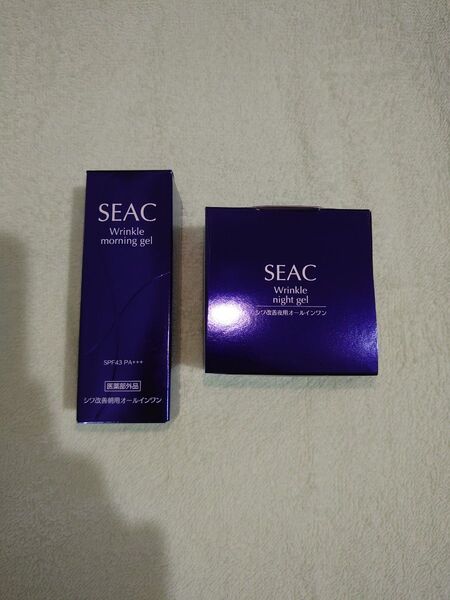 SEAC
Wrinkle
morning gel
SPF43 PA+++
医薬部外品
シワ改善朝用オールインワン
SEAC
Wrinkle
night gel
シワ改善夜用オールインワン